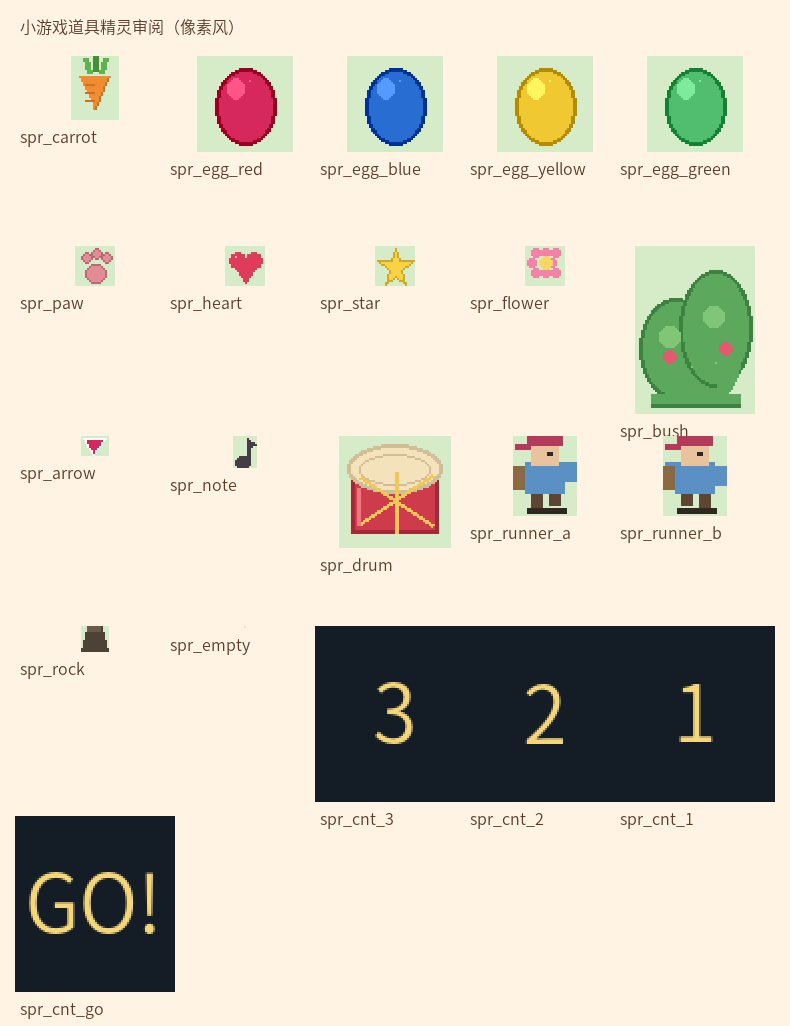 小游戏道具精灵审阅（像素风）
spr_carrot
spr_egg_red
spr_egg_blue
spr_egg_yellow
spr_egg_green
spr_paw
spr_heart
spr_star
spr_flower
spr_bush
spr_arrow
spr_note
spr_drum
spr_runner_a
spr_runner_b
spr_rock
spr_empty
3
2
1
spr_cnt_3
spr_cnt_2
spr_cnt_1
GO!
spr_cnt_go